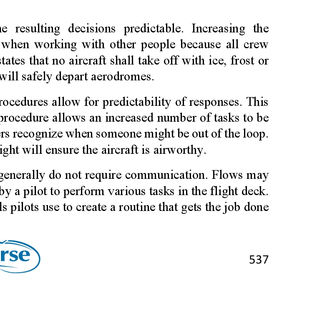 e resulting decisions predictable. Increasing the
when working with other people because all crew
tates that no aircraft shall take off with ice, frost or
will safely depart aerodromes.
rocedures allow for predictability of responses. This
procedure allows an increased number of tasks to be
rs recognize when someone might be out of the loop.
ght will ensure the aircraft is airworthy.
generally do not require communication. Flows may
by a pilot to perform various tasks in the flight deck.
ls pilots use to create a routine that gets the job done
rse
537